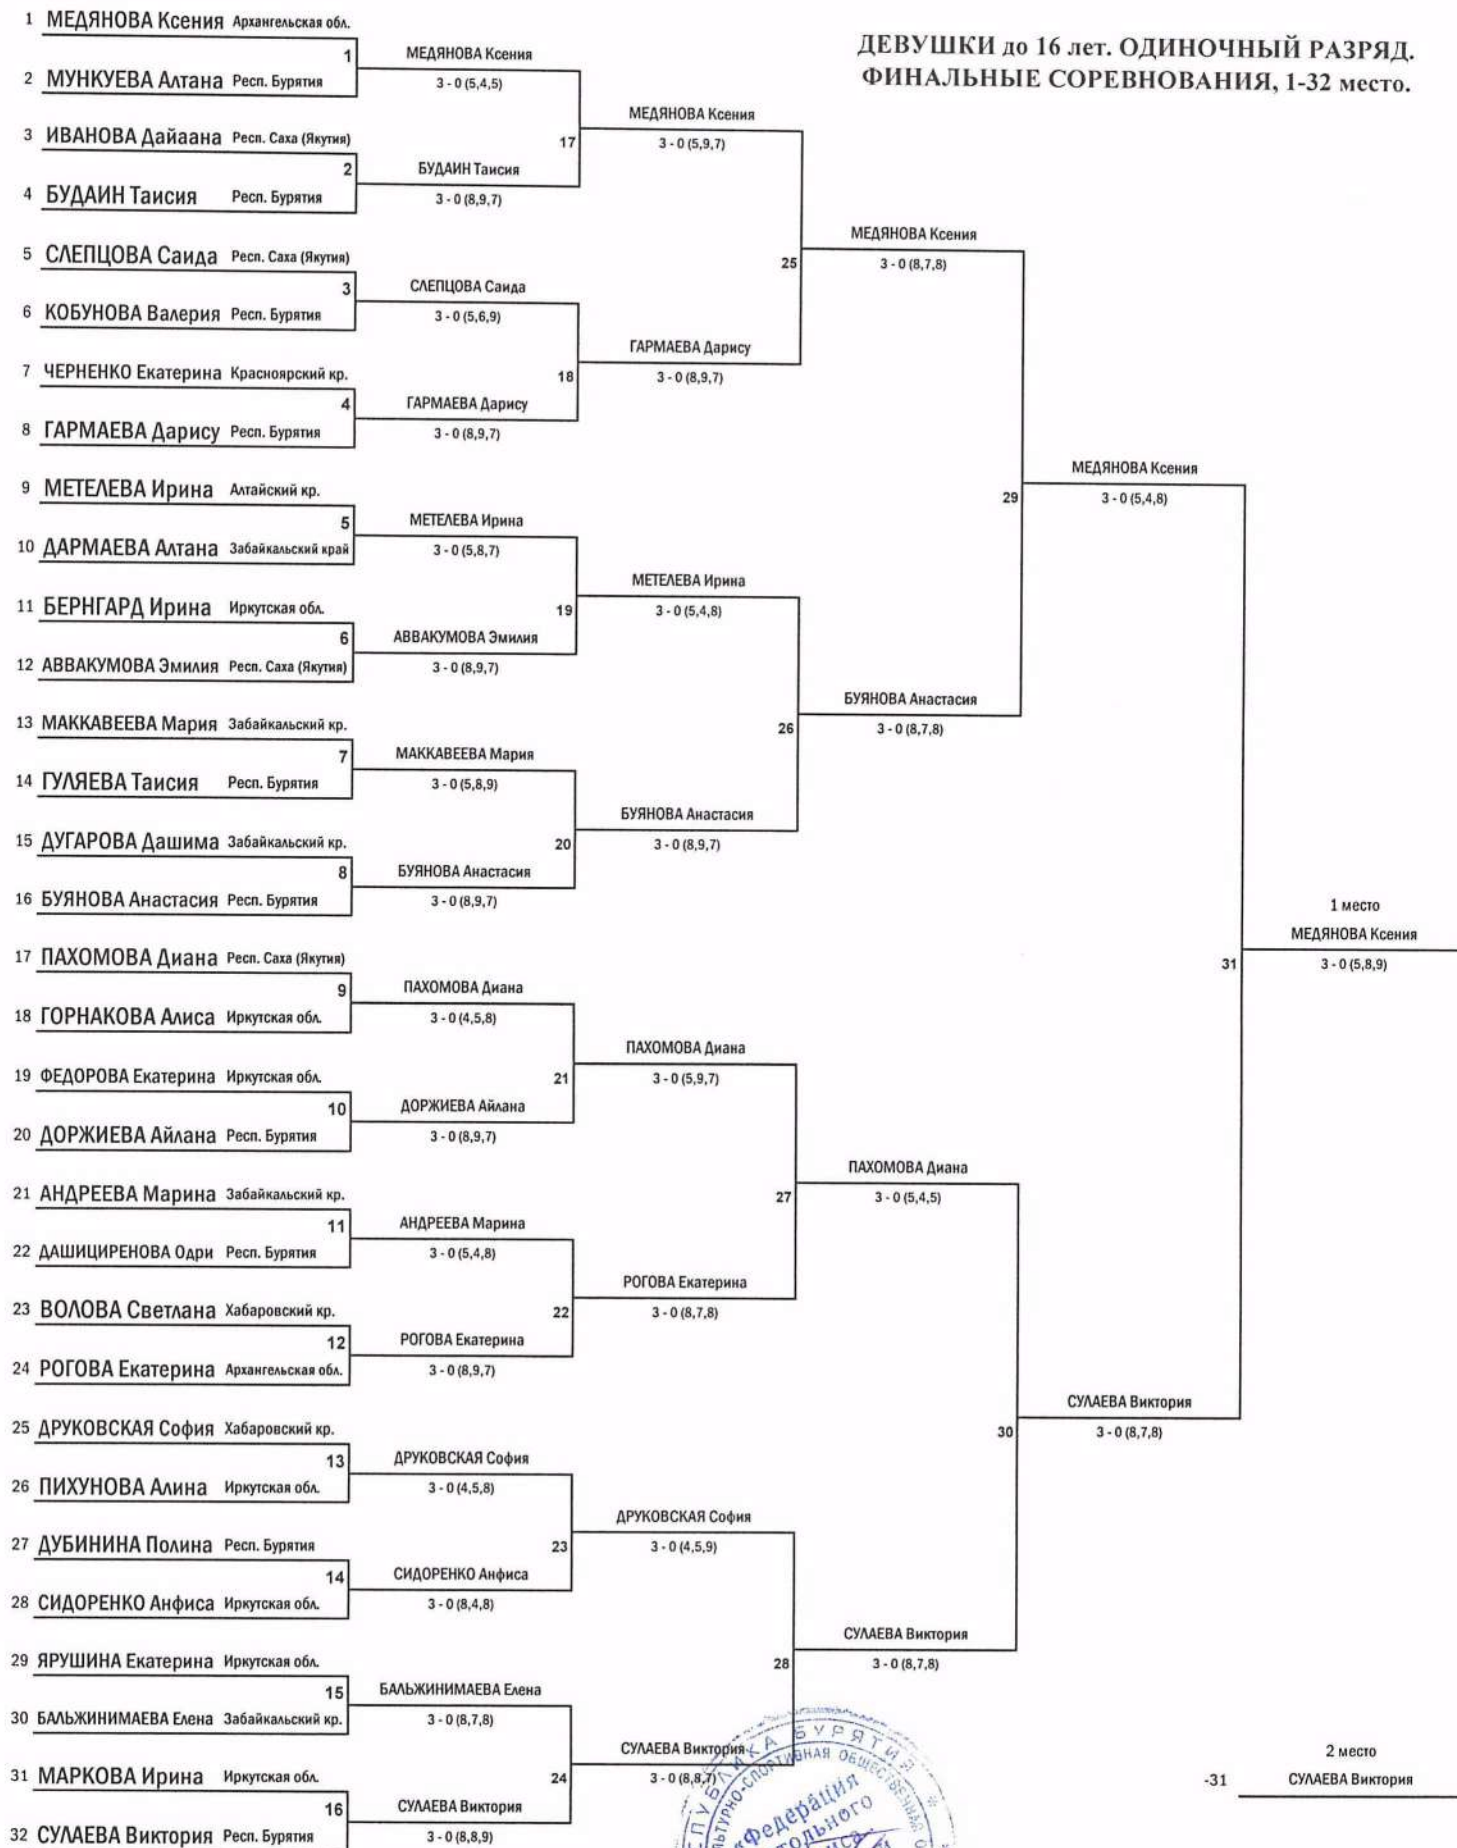 ДЕВУШКИ до 16 лет. ОДИНОЧНЫЙ РАЗРЯД.
ФИНАЛЬНЫЕ СОРЕВНОВАНИЯ, 1-32 место.
1 МЕДЯНОВА Ксения Архангельская обл.
1 МЕДЯНОВА Ксения
2 МУНКУЕВА Алтана Респ. Бурятия
3 - 0 (5,4,5)
МЕДЯНОВА Ксения
3 ИВАНОВА Дайаана Респ. Саха (Якутия)
17 3 - 0 (5,9,7)
2 БУДАИН Таисия
4 БУДАИН Таисия Респ. Бурятия
3 - 0 (8,9,7)
МЕДЯНОВА Ксения
5 СЛЕПЦОВА Саида Респ. Саха (Якутия)
25 3 - 0 (8,7,8)
3 СЛЕПЦОВА Саида
6 КОБУНОВА Валерия Респ. Бурятия
3 - 0 (5,6,9)
ГАРМАЕВА Дарису
7 ЧЕРНЕНКО Екатерина Красноярский кр.
18 3 - 0 (8,9,7)
4 ГАРМАЕВА Дарису
8 ГАРМАЕВА Дарису Респ. Бурятия
3 - 0 (8,9,7)
МЕДЯНОВА Ксения
9 МЕТЕЛЕВА Ирина Алтайский кр.
29 3 - 0 (5,4,8)
5 МЕТЕЛЕВА Ирина
10 ДАРМАЕВА Алтана Забайкальский край
3 - 0 (5,8,7)
МЕТЕЛЕВА Ирина
11 БЕРНГАРД Ирина Иркутская обл.
19 3 - 0 (5,4,8)
6 АВВАКУМОВА Эмилия
12 АВВАКУМОВА Эмилия Респ. Саха (Якутия)
3 - 0 (8,9,7)
БУЯНОВА Анастасия
13 МАККАВЕЕВА Мария Забайкальский кр.
26 3 - 0 (8,7,8)
7 МАККАВЕЕВА Мария
14 ГУЛЯЕВА Таисия Респ. Бурятия
3 - 0 (5,8,9)
БУЯНОВА Анастасия
15 ДУГАРОВА Дашима Забайкальский кр.
20 3 - 0 (8,9,7)
8 БУЯНОВА Анастасия
16 БУЯНОВА Анастасия Респ. Бурятия
3 - 0 (8,9,7)
1 место
МЕДЯНОВА Ксения
17 ПАХОМОВА Диана Респ. Саха (Якутия)
31 3 - 0 (5,8,9)
9 ПАХОМОВА Диана
18 ГОРНАКОВА Алиса Иркутская обл.
3 - 0 (4,5,8)
ПАХОМОВА Диана
19 ФЕДОРОВА Екатерина Иркутская обл.
21 3 - 0 (5,9,7)
10 ДОРЖИЕВА Айлана
20 ДОРЖИЕВА Айлана Респ. Бурятия
3 - 0 (8,9,7)
ПАХОМОВА Диана
21 АНДРЕЕВА Марина Забайкальский кр.
27 3 - 0 (5,4,5)
11 АНДРЕЕВА Марина
22 ДАШИЦИРЕНОВА Одри Респ. Бурятия
3 - 0 (5,4,8)
РОГОВА Екатерина
23 ВОЛОВА Светлана Хабаровский кр.
22 3 - 0 (8,7,8)
12 РОГОВА Екатерина
24 РОГОВА Екатерина Архангельская обл.
3 - 0 (8,9,7)
СУЛАЕВА Виктория
25 ДРУКОВСКАЯ София Хабаровский кр.
30 3 - 0 (8,7,8)
13 ДРУКОВСКАЯ София
26 ПИХУНОВА Алина Иркутская обл.
3 - 0 (4,5,8)
ДРУКОВСКАЯ София
27 ДУБИНИНА Полина Респ. Бурятия
23 3 - 0 (4,5,9)
14 СИДОРЕНКО Анфиса
28 СИДОРЕНКО Анфиса Иркутская обл.
3 - 0 (8,4,8)
СУЛАЕВА Виктория
29 ЯРУШИНА Екатерина Иркутская обл.
28 3 - 0 (8,7,8)
15 БАЛЬЖИНИМАЕВА Елена
30 БАЛЬЖИНИМАЕВА Елена Забайкальский кр.
3 - 0 (8,7,8)
СУЛАЕВА Виктория
2 место
31 МАРКОВА Ирина Иркутская обл.
24 3 - 0 (8,8,7)
-31 СУЛАЕВА Виктория
16 СУЛАЕВА Виктория
32 СУЛАЕВА Виктория Респ. Бурятия
3 - 0 (8,8,9)
БУРЯТИЯ
«Федерация